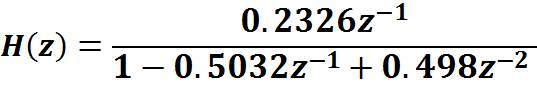 H(z) = 0.2326z⁻¹ / (1 − 0.5032z⁻¹ + 0.498z⁻²)